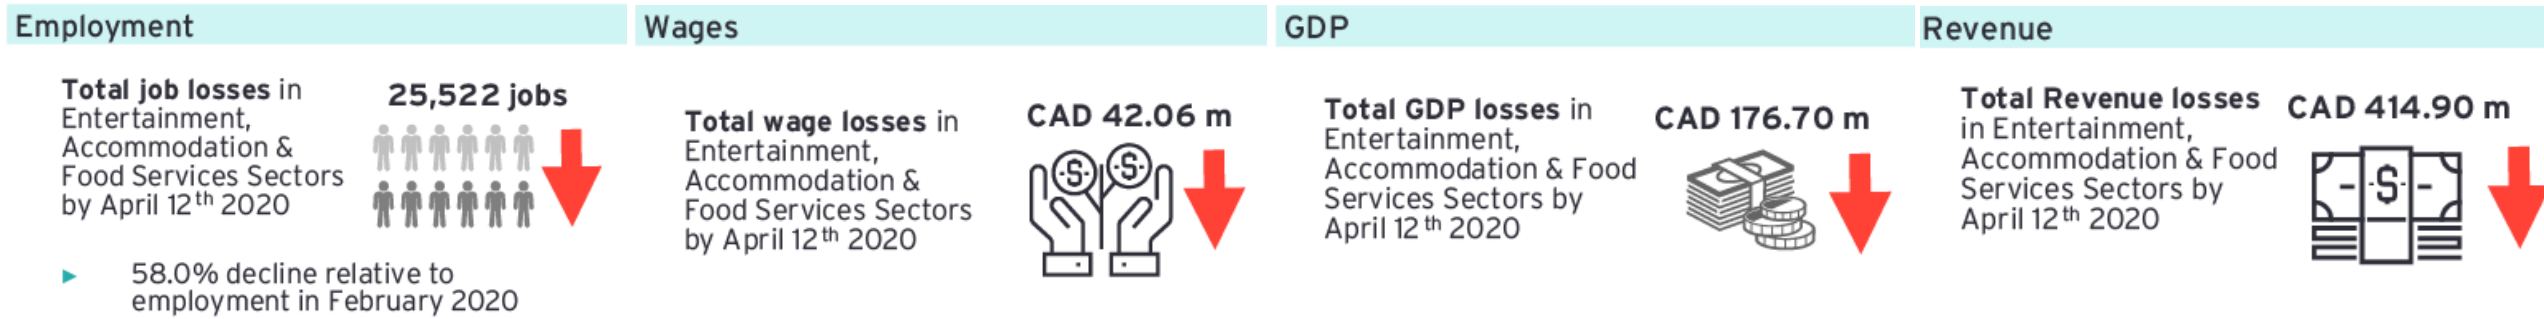 Employment
Total job losses in
Entertainment,
Accommodation &
Food Services Sectors
by April 12th 2020
25,522 jobs
► 58.0% decline relative to
employment in February 2020
Wages
Total wage losses in
Entertainment,
Accommodation &
Food Services Sectors
by April 12th 2020
CAD 42.06 m
$ $
GDP
Total GDP losses in
Entertainment,
Accommodation & Food
Services Sectors by
April 12th 2020
CAD 176.70 m
Revenue
Total Revenue losses
in Entertainment,
Accommodation & Food
Services Sectors by
April 12th 2020
CAD 414.90 m
$